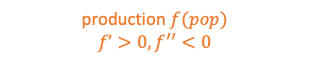 production f(pop)
f' > 0, f'' < 0